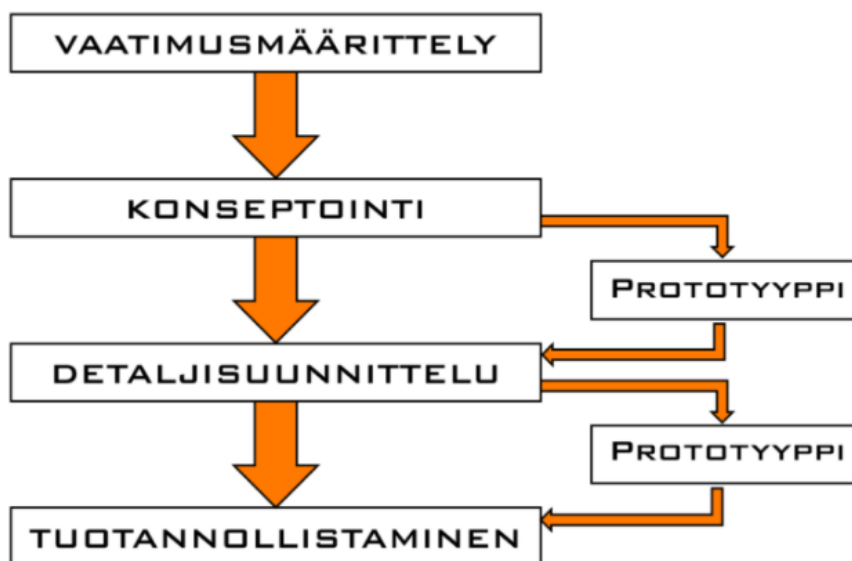 VAATIMUSMÄÄRITTELY
KONSEPTOINTI
PROTOTYYPPI
DETALJISUUNNITTELU
PROTOTYYPPI
TUOTANNOLLISTAMINEN